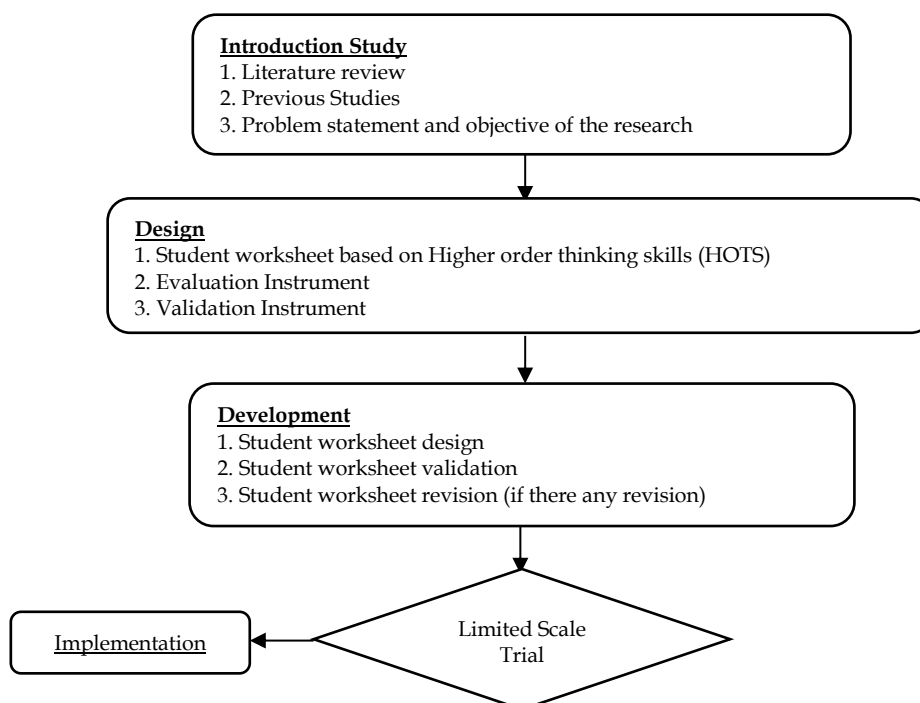 Introduction Study
1. Literature review
2. Previous Studies
3. Problem statement and objective of the research
Design
1. Student worksheet based on Higher order thinking skills (HOTS)
2. Evaluation Instrument
3. Validation Instrument
Development
1. Student worksheet design
2. Student worksheet validation
3. Student worksheet revision (if there any revision)
Limited Scale
Trial
Implementation